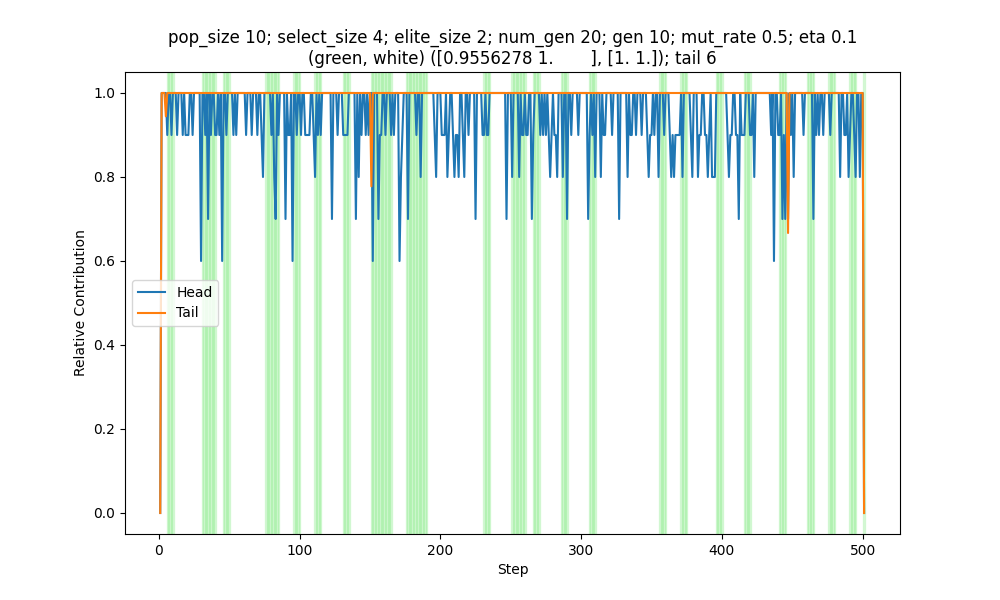 pop_size 10; select_size 4; elite_size 2; num_gen 20; gen 10; mut_rate 0.5; eta 0.1
(green, white) ([0.9556278 1.        ], [1. 1.]); tail 6
1.0
0.8
0.6
0.4
0.2
0.0
Relative Contribution
Head
Tail
0
100
200
300
400
500
Step